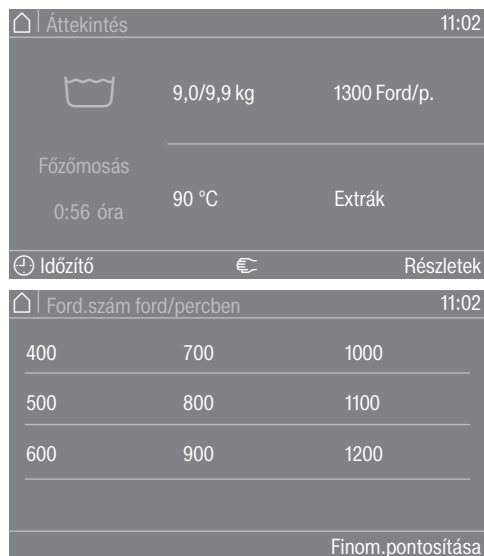 Áttekintés 11:02
9,0/9,9 kg 1300 Ford/p.
Főzőmosás
0:56 óra
90 °C Extrák
Időzítő Részletek
Ford.szám ford/percben 11:02
400 700 1000
500 800 1100
600 900 1200
Finom.pontosítása